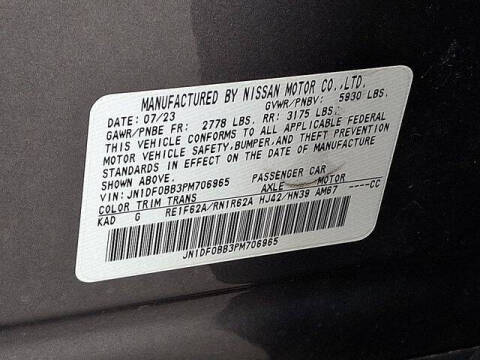 MANUFACTURED BY NISSAN MOTOR CO.,LTD.
DATE: 07/23 GVWR/PNBV: 5930 LBS.
GAWR/PNBE FR: 2778 LBS. RR: 3175 LBS.
THIS VEHICLE CONFORMS TO ALL APPLICABLE FEDERAL
MOTOR VEHICLE SAFETY,BUMPER,AND THEFT PREVENTION
STANDARDS IN EFFECT ON THE DATE OF MANUFACTURE
SHOWN ABOVE.
VIN: JN1DF0BB3PM706965 PASSENGER CAR
COLOR TRIM TRANS AXLE MOTOR
KAD G RE1F62A/RN1R62A HJ42/HN39 AM67 ----CC
JN1DF0BB3PM706965